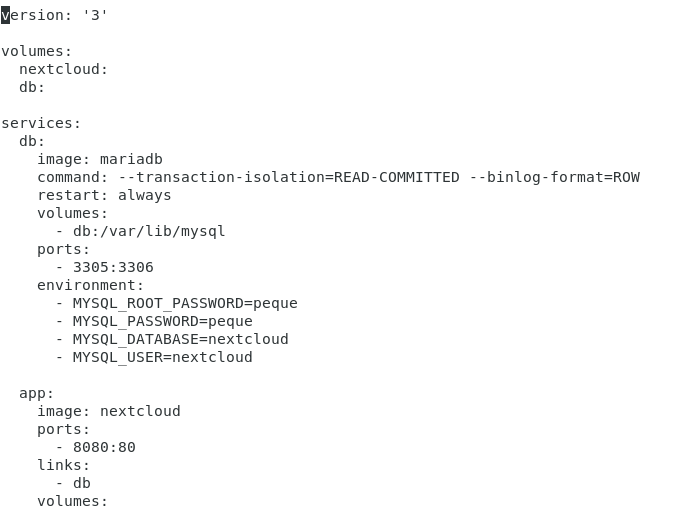 version: '3'

volumes:
  nextcloud:
  db:

services:
  db:
    image: mariadb
    command: --transaction-isolation=READ-COMMITTED --binlog-format=ROW
    restart: always
    volumes:
      - db:/var/lib/mysql
    ports:
      - 3305:3306
    environment:
      - MYSQL_ROOT_PASSWORD=peque
      - MYSQL_PASSWORD=peque
      - MYSQL_DATABASE=nextcloud
      - MYSQL_USER=nextcloud

  app:
    image: nextcloud
    ports:
      - 8080:80
    links:
      - db
    volumes: